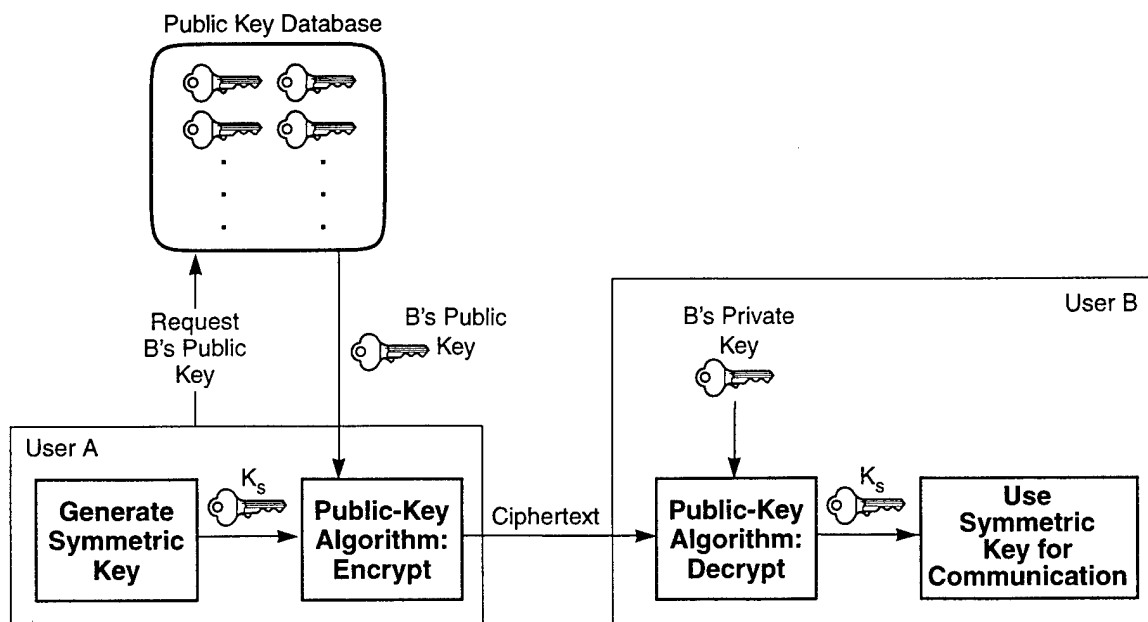 Public Key Database
Request
B's Public
Key
B's Public
Key
User A
Generate
Symmetric
Key
Ks
Public-Key
Algorithm:
Encrypt
Ciphertext
User B
B's Private
Key
Public-Key
Algorithm:
Decrypt
Ks
Use
Symmetric
Key for
Communication